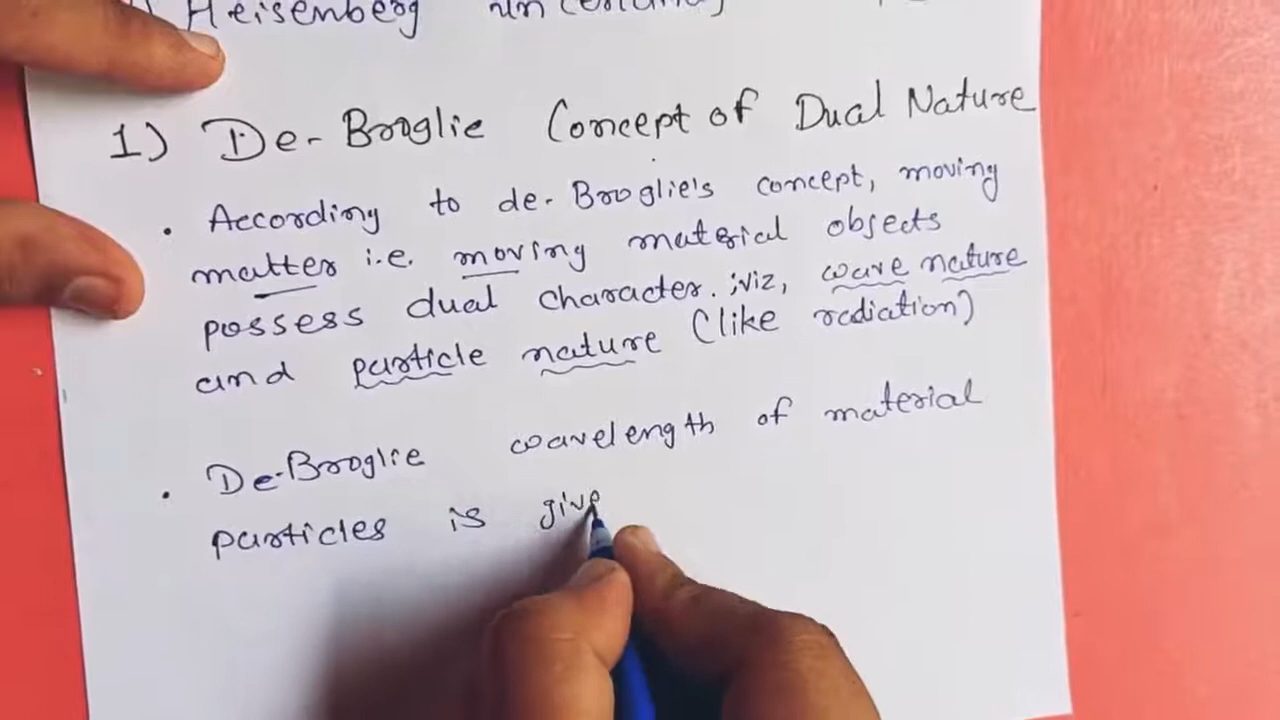 Heisenberg
1) De-Broglie Concept of Dual Nature
• According to de-Broglie's concept, moving
matter i.e. moving material objects
possess dual character. ;viz, wave nature
and particle nature (like radiation)
• De-Broglie wavelength of material
particles is give